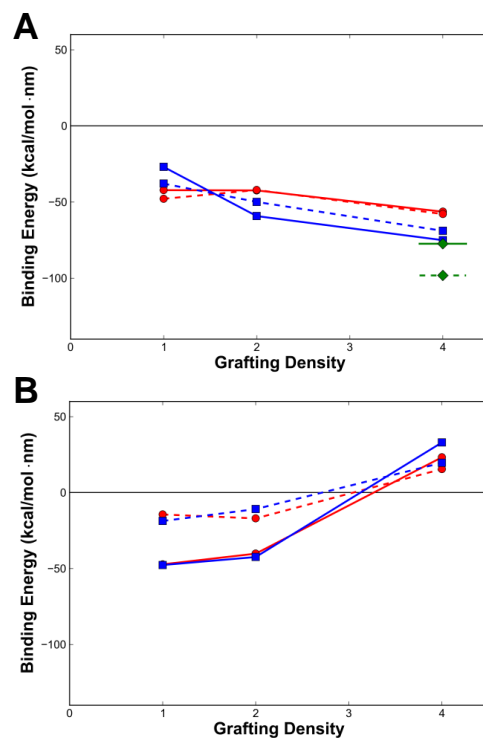 A
50
0
−50
−100
Binding Energy (kcal/mol ·nm)
0 1 2 3 4
Grafting Density
B
50
0
−50
−100
Binding Energy (kcal/mol ·nm)
0 1 2 3 4
Grafting Density